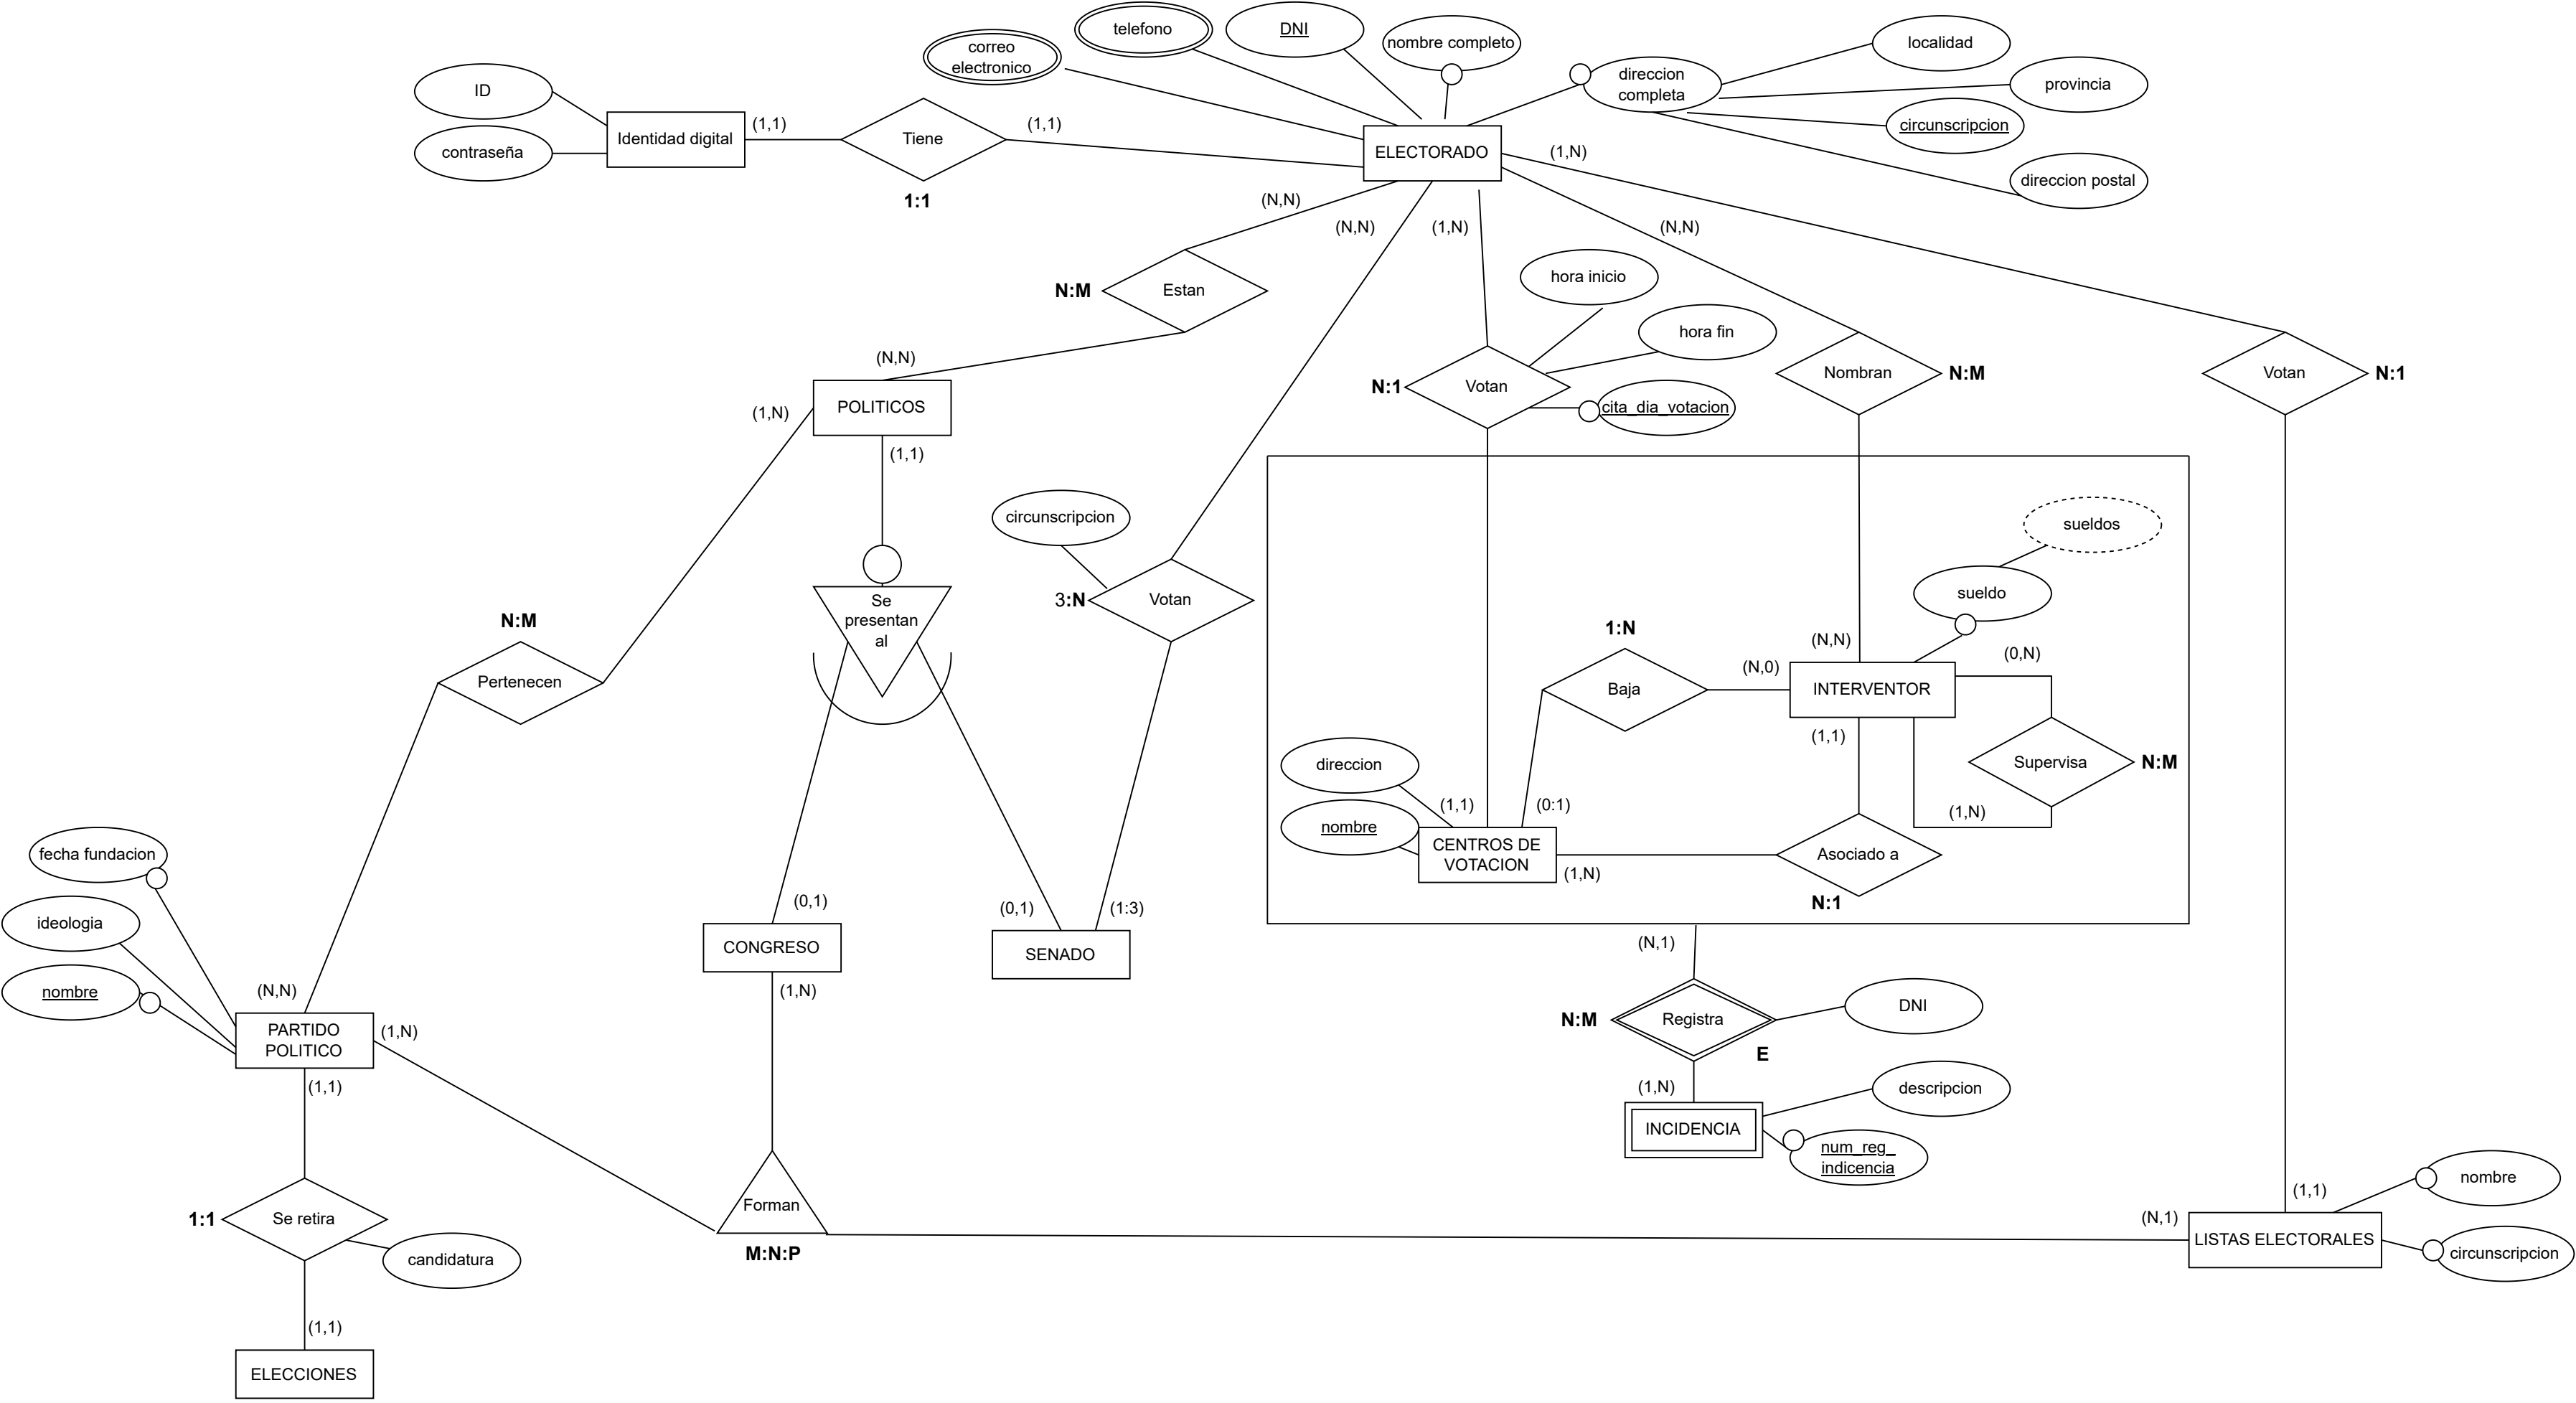 telefono
DNI
nombre completo
localidad
correo
electronico
direccion
completa
provincia
ID
circunscripcion
Identidad digital
(1,1)
Tiene
(1,1)
ELECTORADO
(1,N)
contraseña
direccion postal
1:1
(N,N)
(N,N)
(1,N)
(N,N)
hora inicio
N:M
Estan
hora fin
(N,N)
N:1
Votan
Nombran
N:M
Votan
N:1
POLITICOS
(1,N)
cita_dia_votacion
(1,1)
circunscripcion
sueldos
Se
presentan
al
3:N
Votan
sueldo
N:M
1:N
(N,N)
(0,N)
Pertenecen
(N,0)
Baja
INTERVENTOR
(1,1)
Supervisa
N:M
direccion
(1,1)
(0:1)
(1,N)
nombre
CENTROS DE
VOTACION
(1,N)
Asociado a
N:1
fecha fundacion
ideologia
(0,1)
(0,1)
(1:3)
CONGRESO
SENADO
(N,1)
nombre
(N,N)
(1,N)
N:M
Registra
DNI
E
PARTIDO
POLITICO
(1,N)
(1,1)
(1,N)
descripcion
INCIDENCIA
num_reg_
indicencia
nombre
(1,1)
Forman
(N,1)
1:1
Se retira
LISTAS ELECTORALES
circunscripcion
M:N:P
candidatura
(1,1)
ELECCIONES